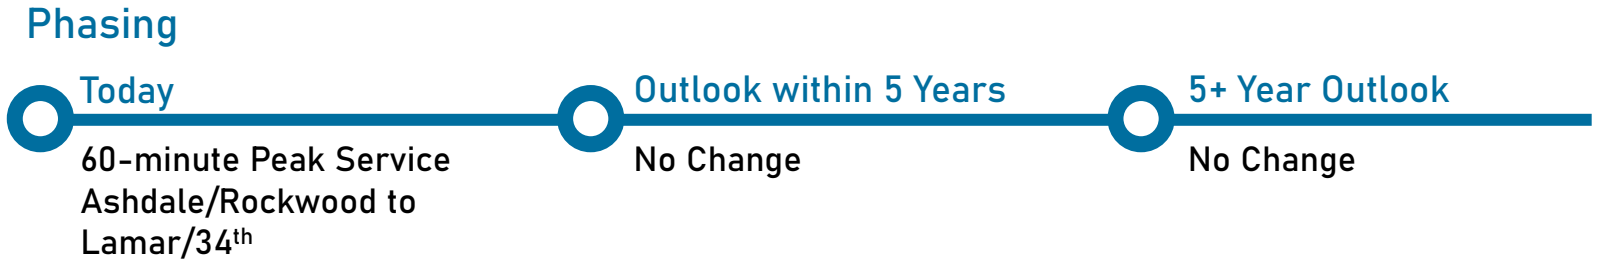 Phasing
Today
60-minute Peak Service
Ashdale/Rockwood to
Lamar/34th
Outlook within 5 Years
No Change
5+ Year Outlook
No Change